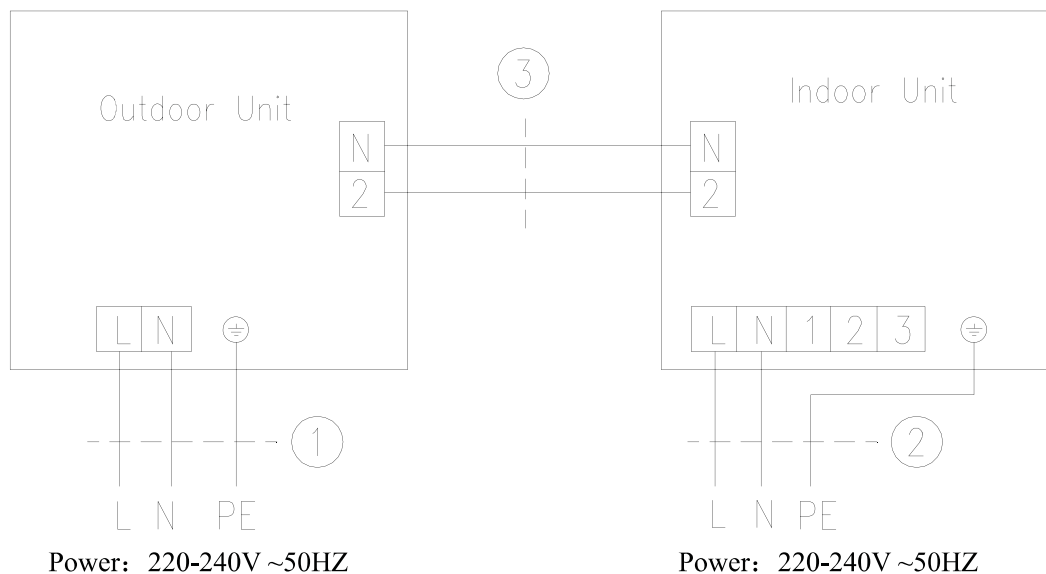 3
Outdoor Unit
Indoor Unit
N
N
2
2
L N
L N 1 2 3
1
2
L N PE
L N PE
Power: 220-240V ~50HZ
Power: 220-240V ~50HZ